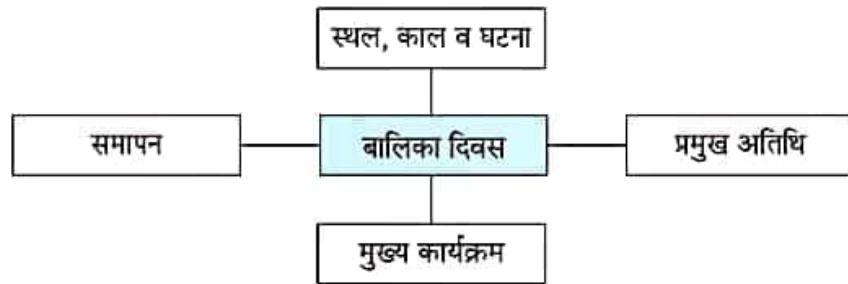 स्थल, काल व घटना
समापन
बालिका दिवस
प्रमुख अतिथि
मुख्य कार्यक्रम